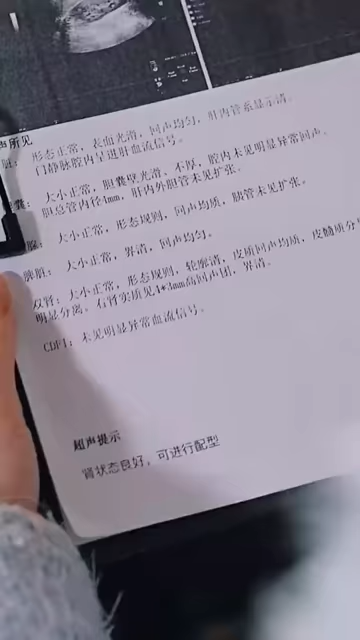 声所见
脏：形态正常，表面光滑，回声均匀，肝内管系显示清。
门静脉腔内呈进肝血流信号。
囊：大小正常，胆囊壁光滑、不厚，腔内未见明显异常回声。
胆总管内径4mm，肝内外胆管未见扩张。
腺：大小正常，形态规则，回声均质，胰管未见扩张。
脾脏：大小正常，界清，回声均匀。
双肾：大小正常，形态规则，轮廓清，皮质回声均质，皮髓质分
明显分离。右肾实质见4*3mm高回声团，界清。
CDFI：未见明显异常血流信号。
超声提示
肾状态良好，可进行配型